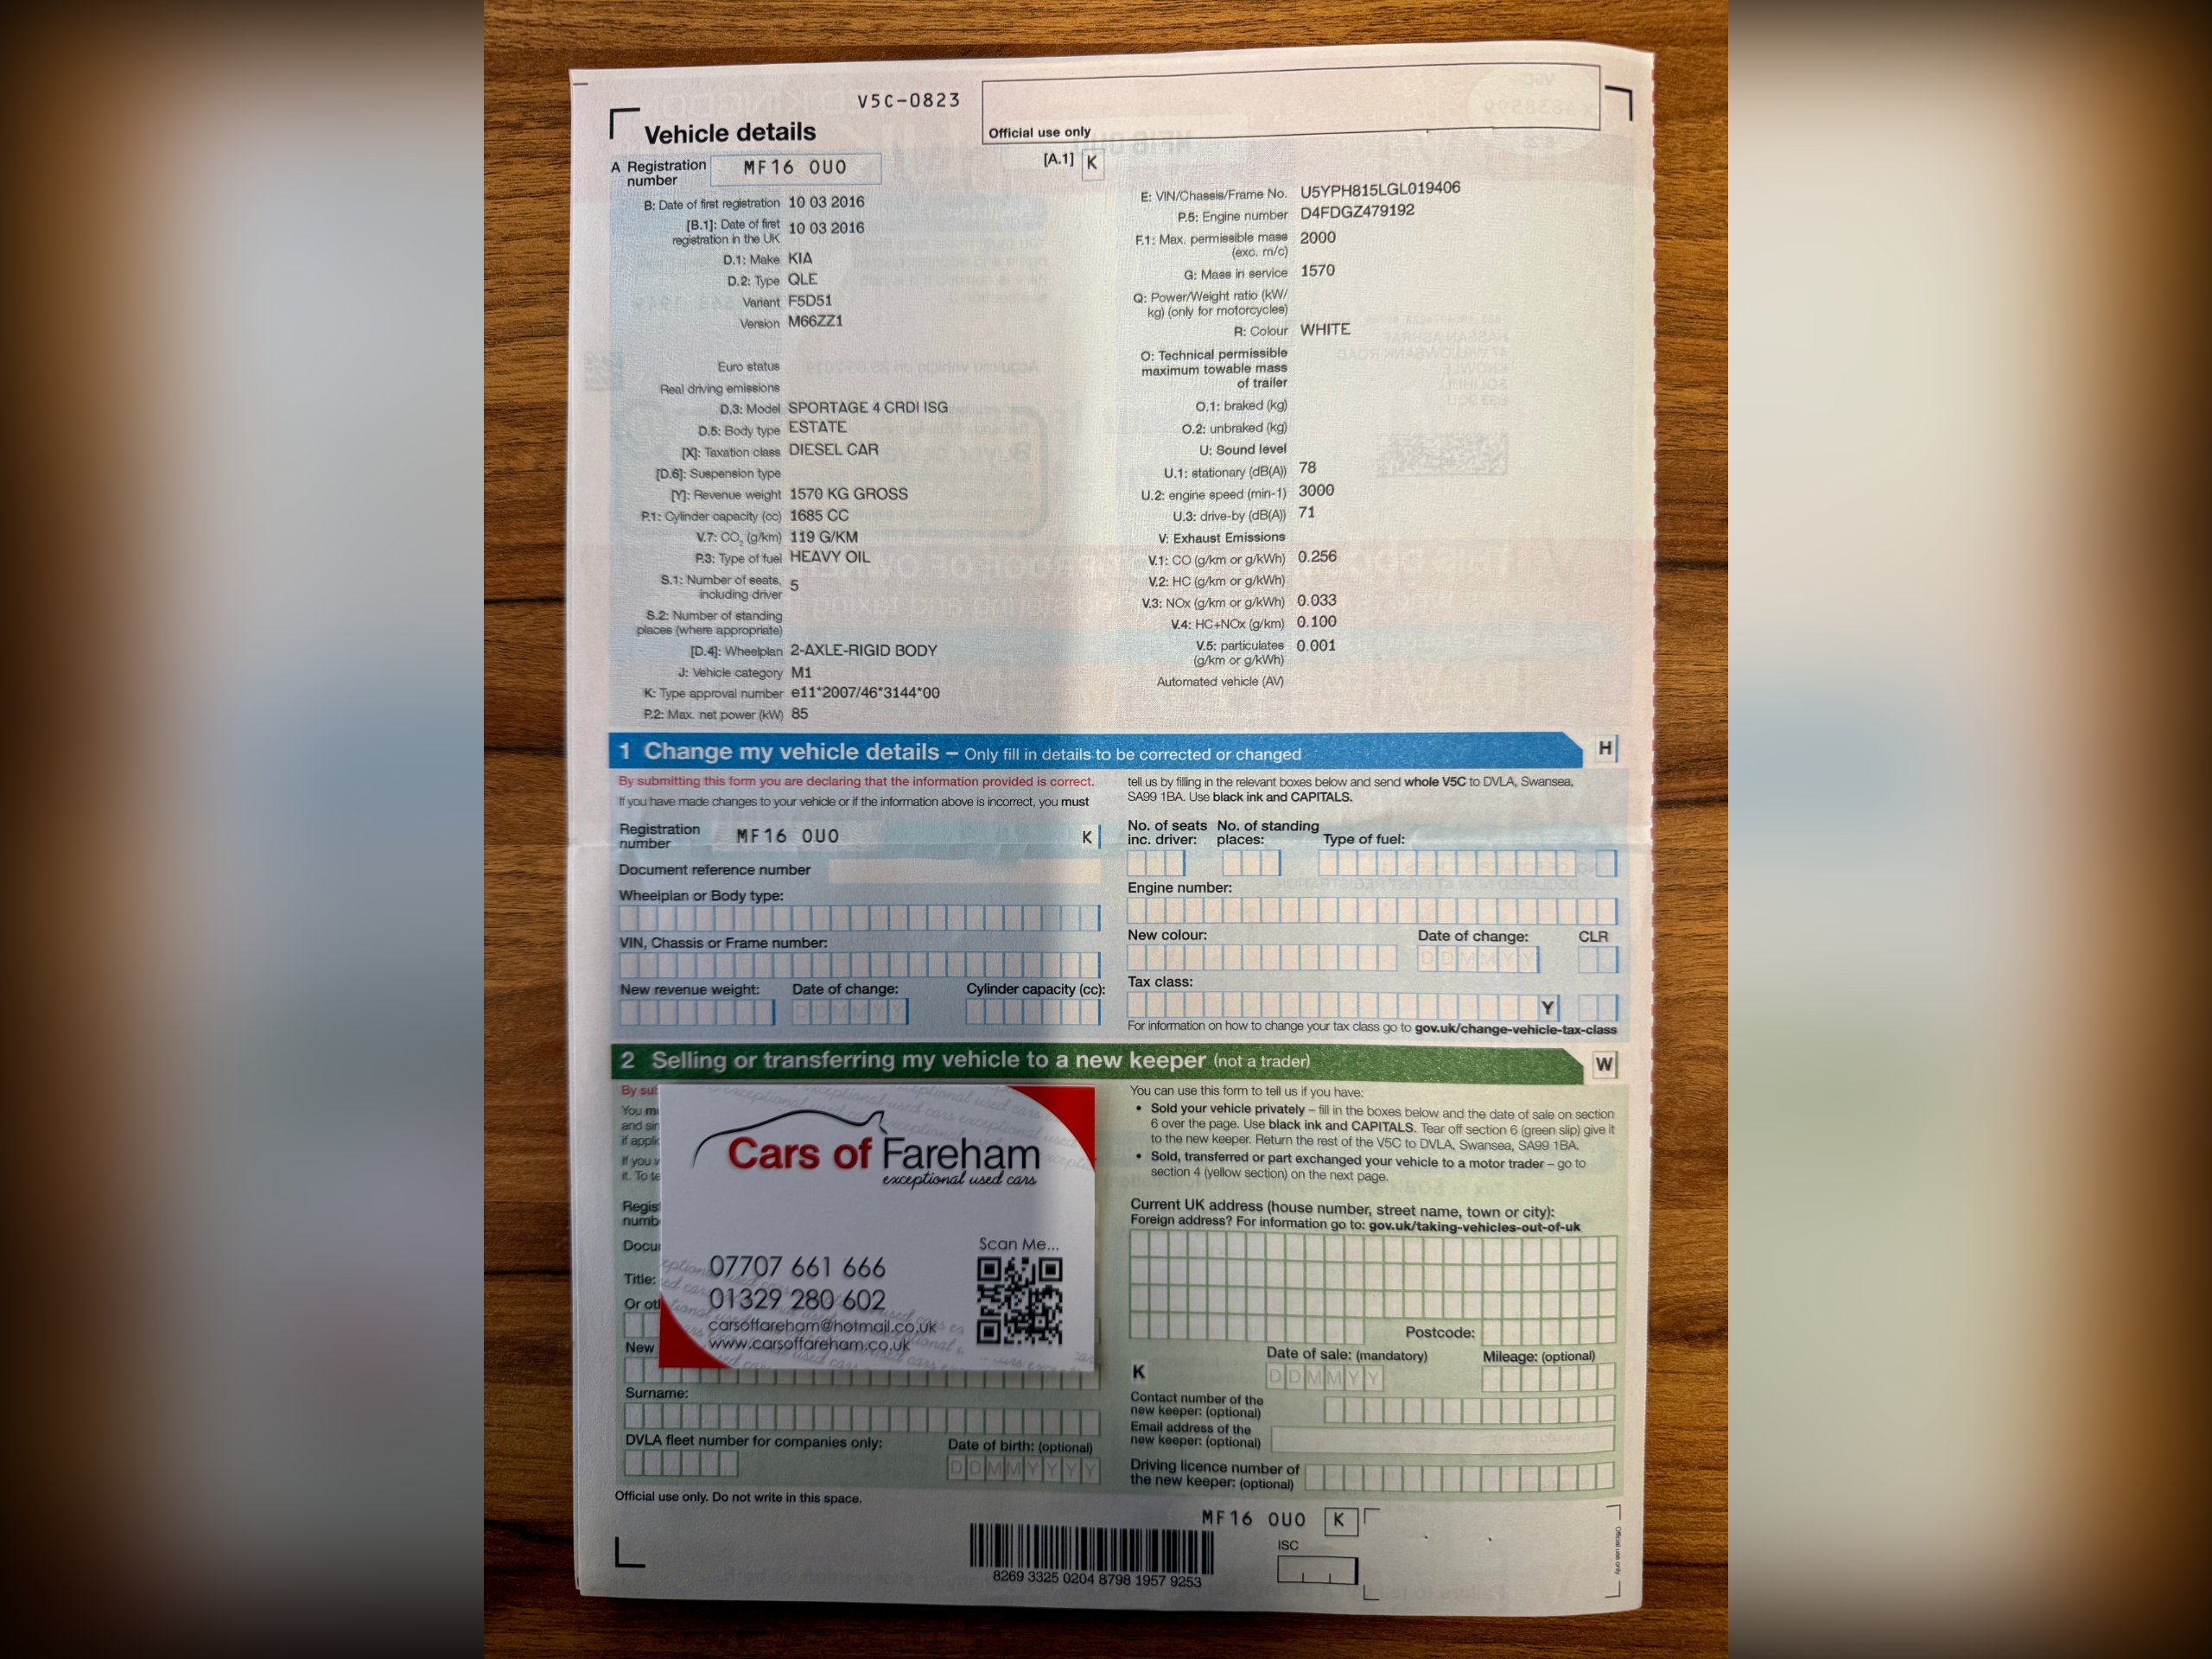 V5C-0823
Official use only
Vehicle details
A Registration number MF16 OUO
[A.1] K
B: Date of first registration 10 03 2016
[B.1]: Date of first registration in the UK 10 03 2016
D.1: Make KIA
D.2: Type QLE
Variant F5D51
Version M66ZZ1
Euro status
Real driving emissions
D.3: Model SPORTAGE 4 CRDI ISG
D.5: Body type ESTATE
[X]: Taxation class DIESEL CAR
[D.6]: Suspension type
[Y]: Revenue weight 1570 KG GROSS
P.1: Cylinder capacity (cc) 1685 CC
V.7: CO₂ (g/km) 119 G/KM
P.3: Type of fuel HEAVY OIL
S.1: Number of seats, including driver 5
S.2: Number of standing places (where appropriate)
[D.4]: Wheelplan 2-AXLE-RIGID BODY
J: Vehicle category M1
K: Type approval number e11*2007/46*3144*00
P.2: Max. net power (kW) 85
E: VIN/Chassis/Frame No. U5YPH815LGL019406
P.5: Engine number D4FDGZ479192
F.1: Max. permissible mass (exc. m/c) 2000
G: Mass in service 1570
Q: Power/Weight ratio (kW/kg) (only for motorcycles)
R: Colour WHITE
O: Technical permissible maximum towable mass of trailer
O.1: braked (kg)
O.2: unbraked (kg)
U: Sound level
U.1: stationary (dB(A)) 78
U.2: engine speed (min-1) 3000
U.3: drive-by (dB(A)) 71
V: Exhaust Emissions
V.1: CO (g/km or g/kWh) 0.256
V.2: HC (g/km or g/kWh)
V.3: NOx (g/km or g/kWh) 0.033
V.4: HC+NOx (g/km) 0.100
V.5: particulates (g/km or g/kWh) 0.001
Automated vehicle (AV)
1 Change my vehicle details – Only fill in details to be corrected or changed
H
By submitting this form you are declaring that the information provided is correct.
If you have made changes to your vehicle or if the information above is incorrect, you must
tell us by filling in the relevant boxes below and send whole V5C to DVLA, Swansea,
SA99 1BA. Use black ink and CAPITALS.
Registration number MF16 OUO K
Document reference number
Wheelplan or Body type:
VIN, Chassis or Frame number:
New revenue weight: Date of change: Cylinder capacity (cc):
DDMMYY
No. of seats inc. driver: No. of standing places: Type of fuel:
Engine number:
New colour: Date of change: CLR
DDMMYY
Tax class:
Y
For information on how to change your tax class go to gov.uk/change-vehicle-tax-class
2 Selling or transferring my vehicle to a new keeper (not a trader)
W
By
You
and
if
If you
it. To
Title:
Or
New
Cars of Fareham
exceptional used cars
Scan Me...
07707 661 666
01329 280 602
carsoffareham@hotmail.co.uk
www.carsoffareham.co.uk
Surname:
DVLA fleet number for companies only: Date of birth: (optional)
DDMMYYYY
You can use this form to tell us if you have:
• Sold your vehicle privately – fill in the boxes below and the date of sale on section
6 over the page. Use black ink and CAPITALS. Tear off section 6 (green slip) give it
to the new keeper. Return the rest of the V5C to DVLA, Swansea, SA99 1BA.
• Sold, transferred or part exchanged your vehicle to a motor trader – go to
section 4 (yellow section) on the next page.
Current UK address (house number, street name, town or city):
Foreign address? For information go to: gov.uk/taking-vehicles-out-of-uk
Postcode:
K
Date of sale: (mandatory) Mileage: (optional)
DDMMYY
Contact number of the new keeper: (optional)
Email address of the new keeper: (optional)
Driving licence number of the new keeper: (optional)
Official use only. Do not write in this space.
MF16 OUO K
ISC
8269 3325 0204 8798 1957 9253
Official use only